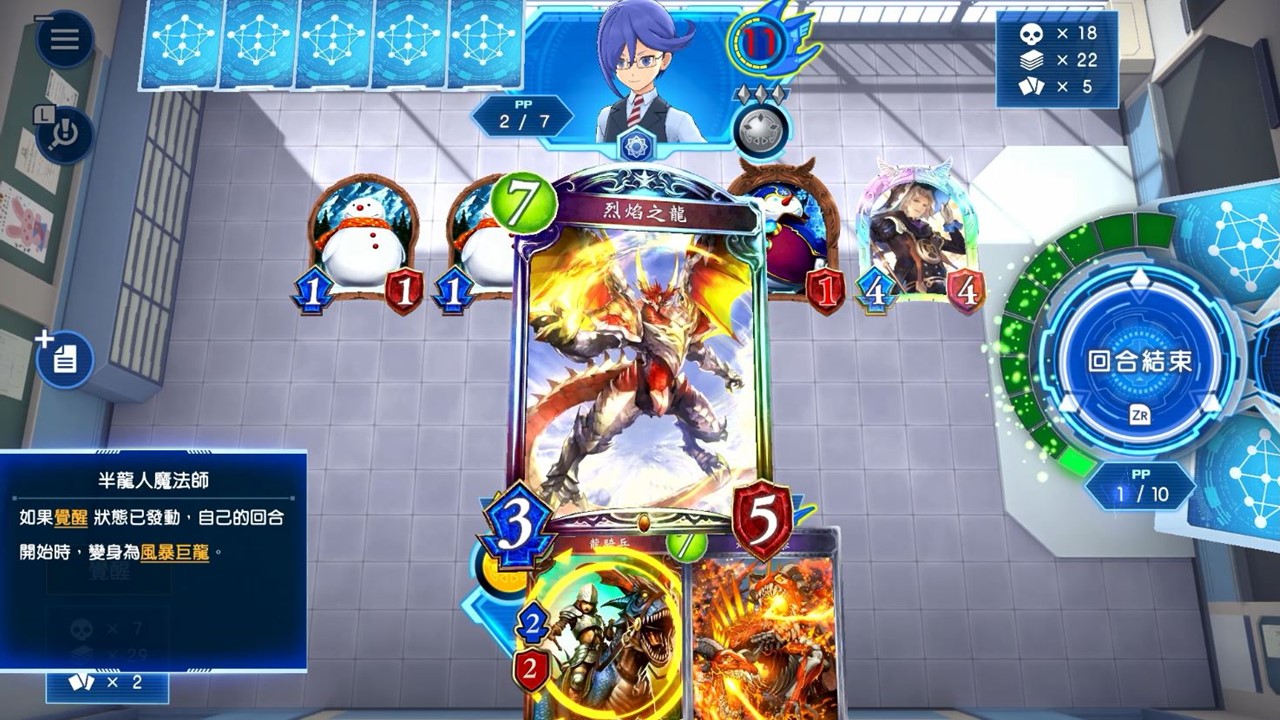 L
× 18
× 22
× 5
11
PP
2 / 7
7
烈焰之龍
1
1
1
1
4
4
回合結束
ZR
PP
1 / 10
半龍人魔法師
如果覺醒 狀態已發動，自己的回合
開始時，變身為風暴巨龍。
覺醒
× 7
× 29
× 2
3
5
龍騎兵
7
2
2